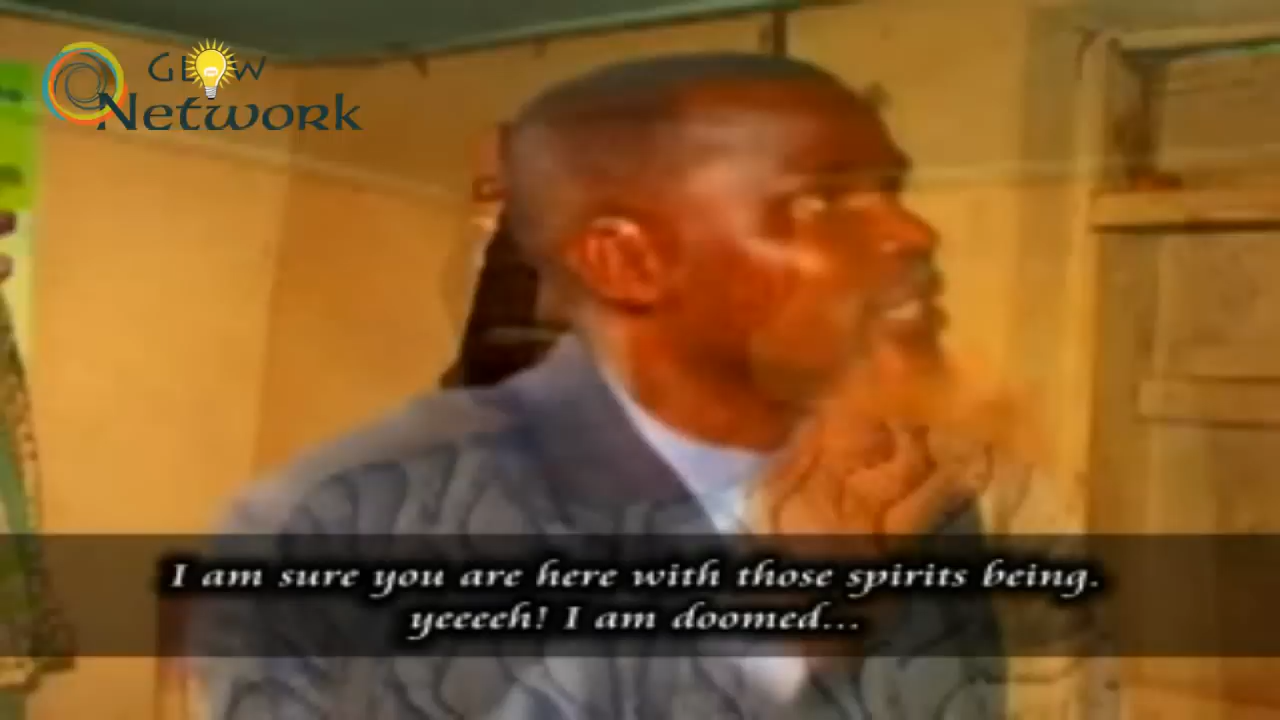 GLOW
Network
I am sure you are here with those spirits being.
yeeeeh! I am doomed...